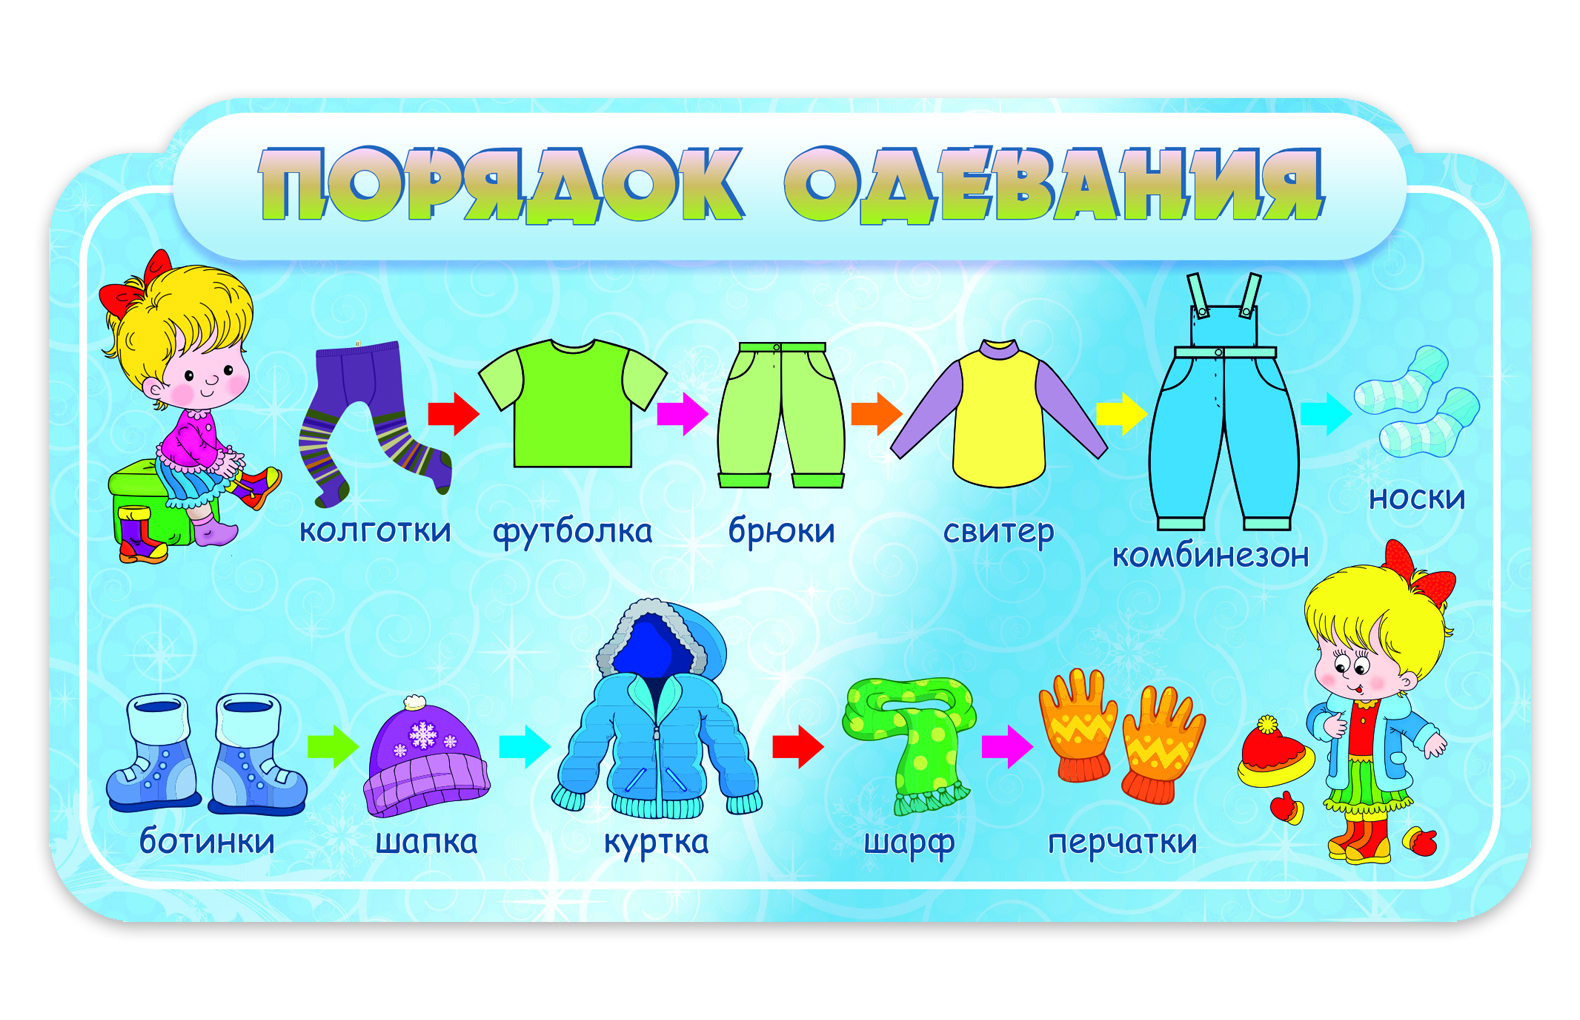 ПОРЯДОК ОДЕВАНИЯ
колготки
футболка
брюки
свитер
комбинезон
носки
ботинки
шапка
куртка
шарф
перчатки